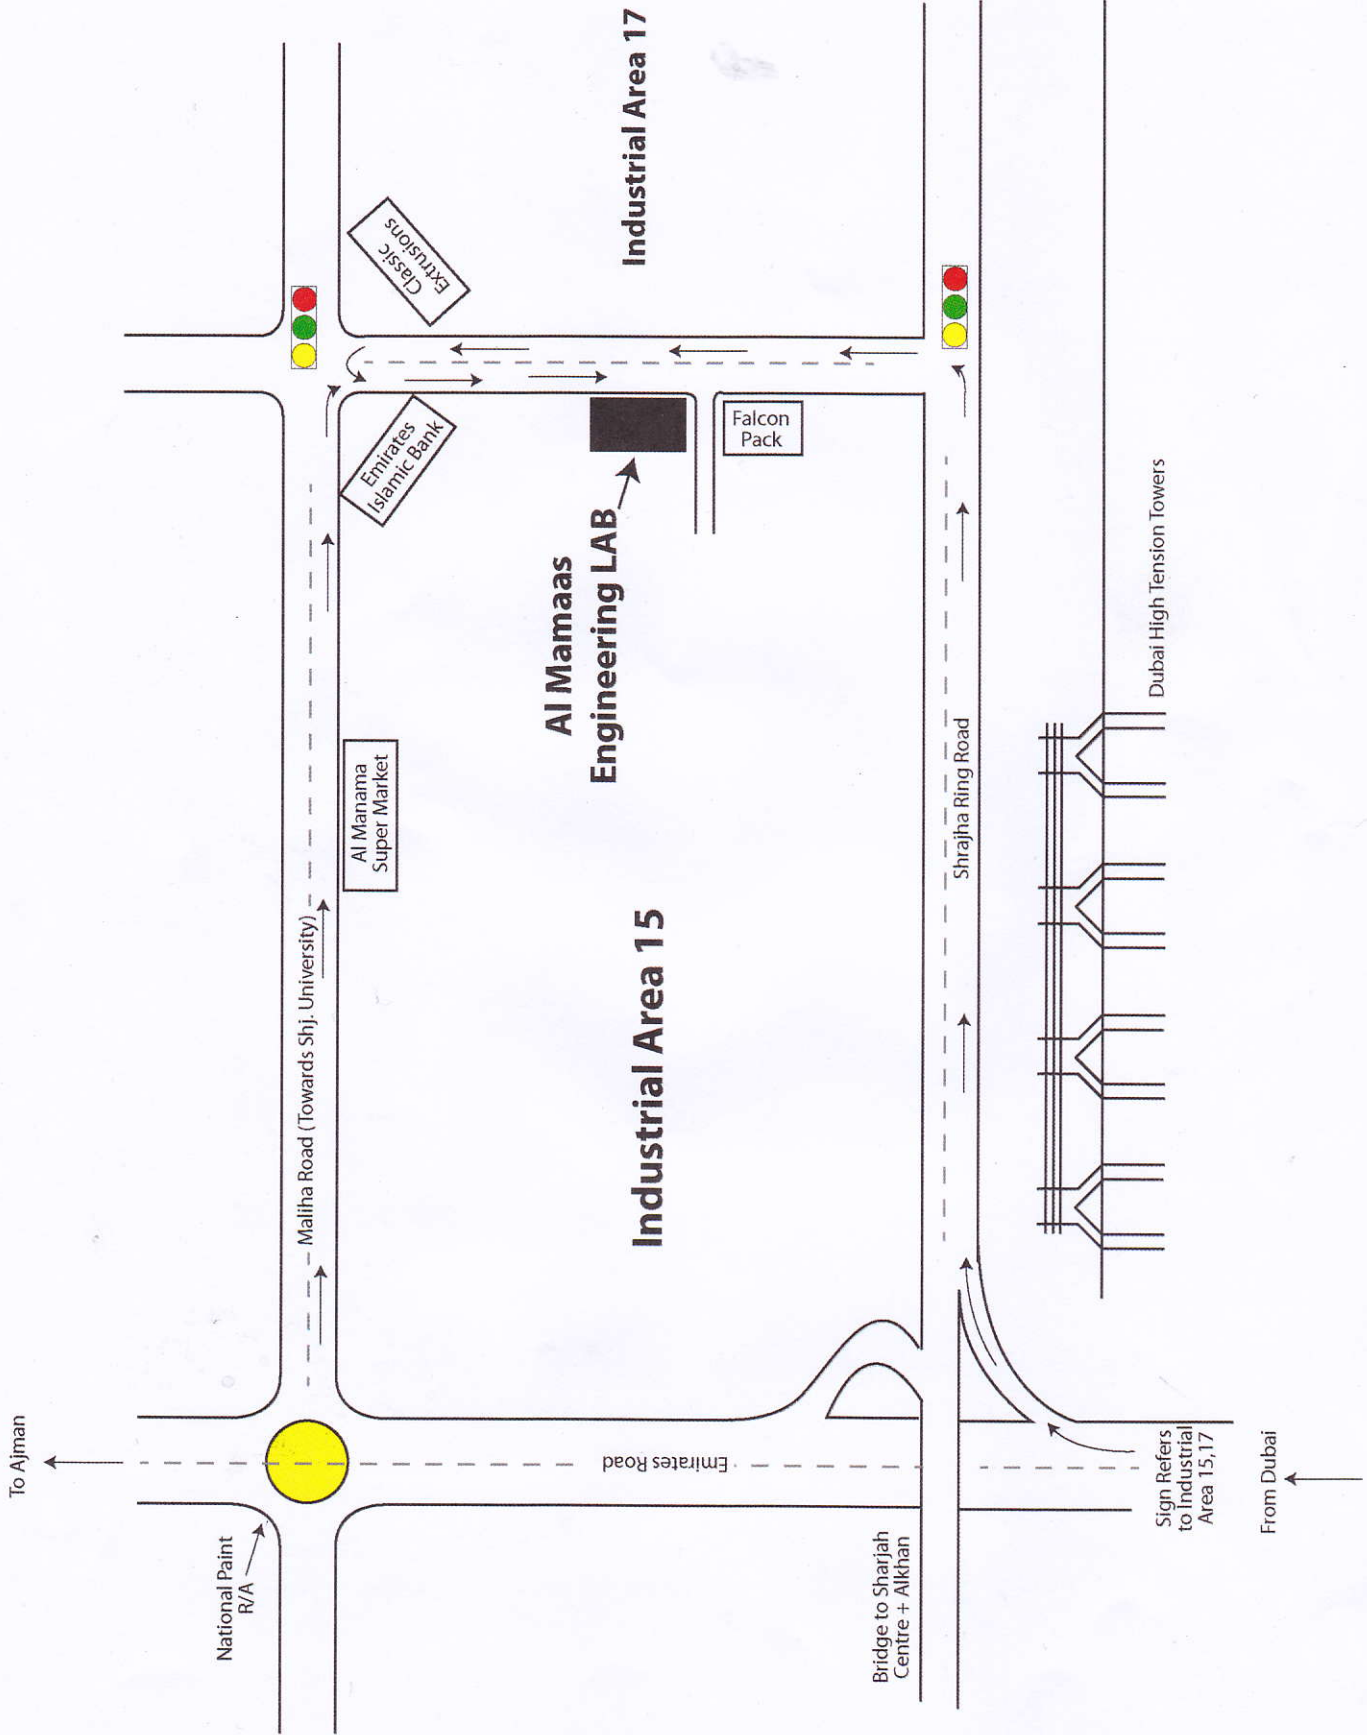 To Ajman
National Paint
R/A
Maliha Road (Towards Shj. University)
Al Manama
Super Market
Emirates
Islamic Bank
Classic
Extrusions
Al Mamaas
Engineering LAB
Industrial Area 15
Industrial Area 17
Emirates Road
Falcon
Pack
Bridge to Sharjah
Centre + Alkhan
Shrajha Ring Road
Dubai High Tension Towers
Sign Refers
to Industrial
Area 15,17
From Dubai